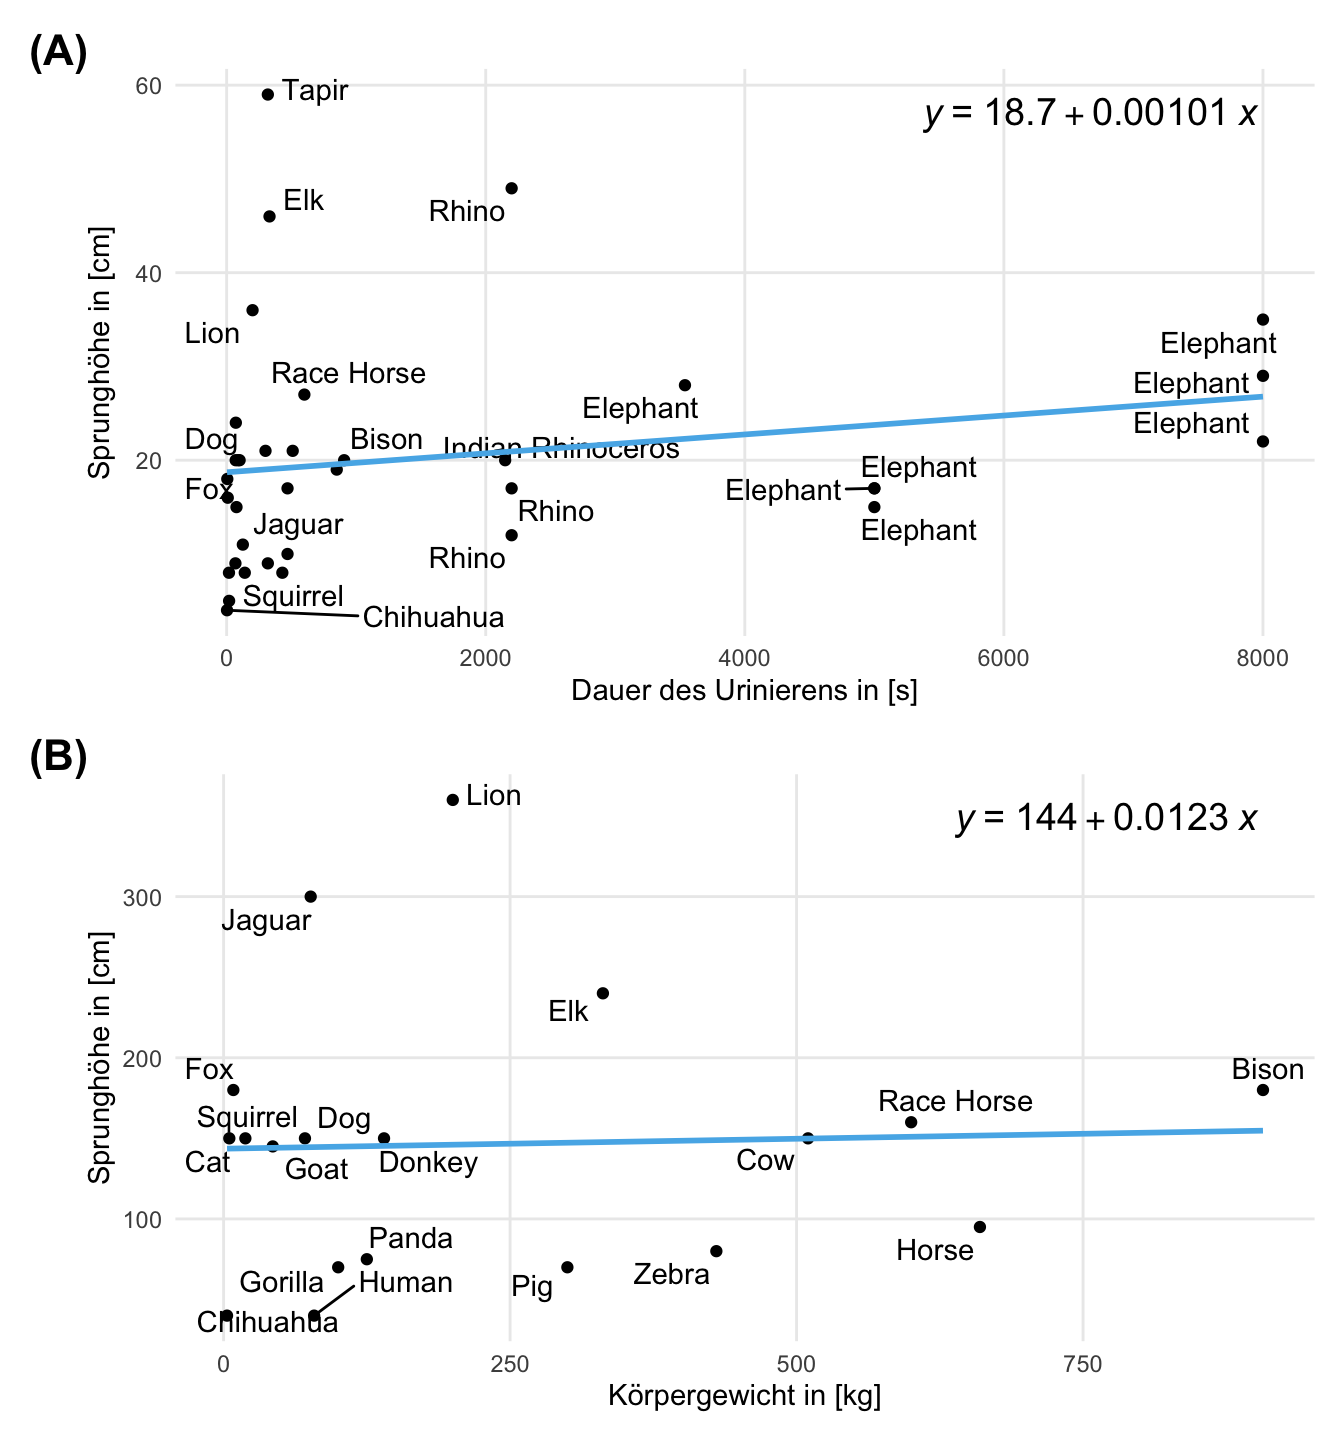 (A)
60
Tapir
y = 18.7 + 0.00101 x
Elk
Rhino
40
Lion
Race Horse
Elephant
Elephant
Elephant
Dog
Bison
Indian Rhinoceros
Elephant
20
Elephant
Fox
Elephant
Rhino
Jaguar
Elephant
Rhino
Squirrel
Chihuahua
Sprunghöhe in [cm]
0 2000 4000 6000 8000
Dauer des Urinierens in [s]
(B)
Lion
y = 144 + 0.0123 x
300
Jaguar
Elk
200
Fox
Bison
Race Horse
Squirrel Dog
Cat Goat Donkey
Cow
100
Panda
Horse
Gorilla Human
Pig
Zebra
Chihuahua
Sprunghöhe in [cm]
0 250 500 750
Körpergewicht in [kg]